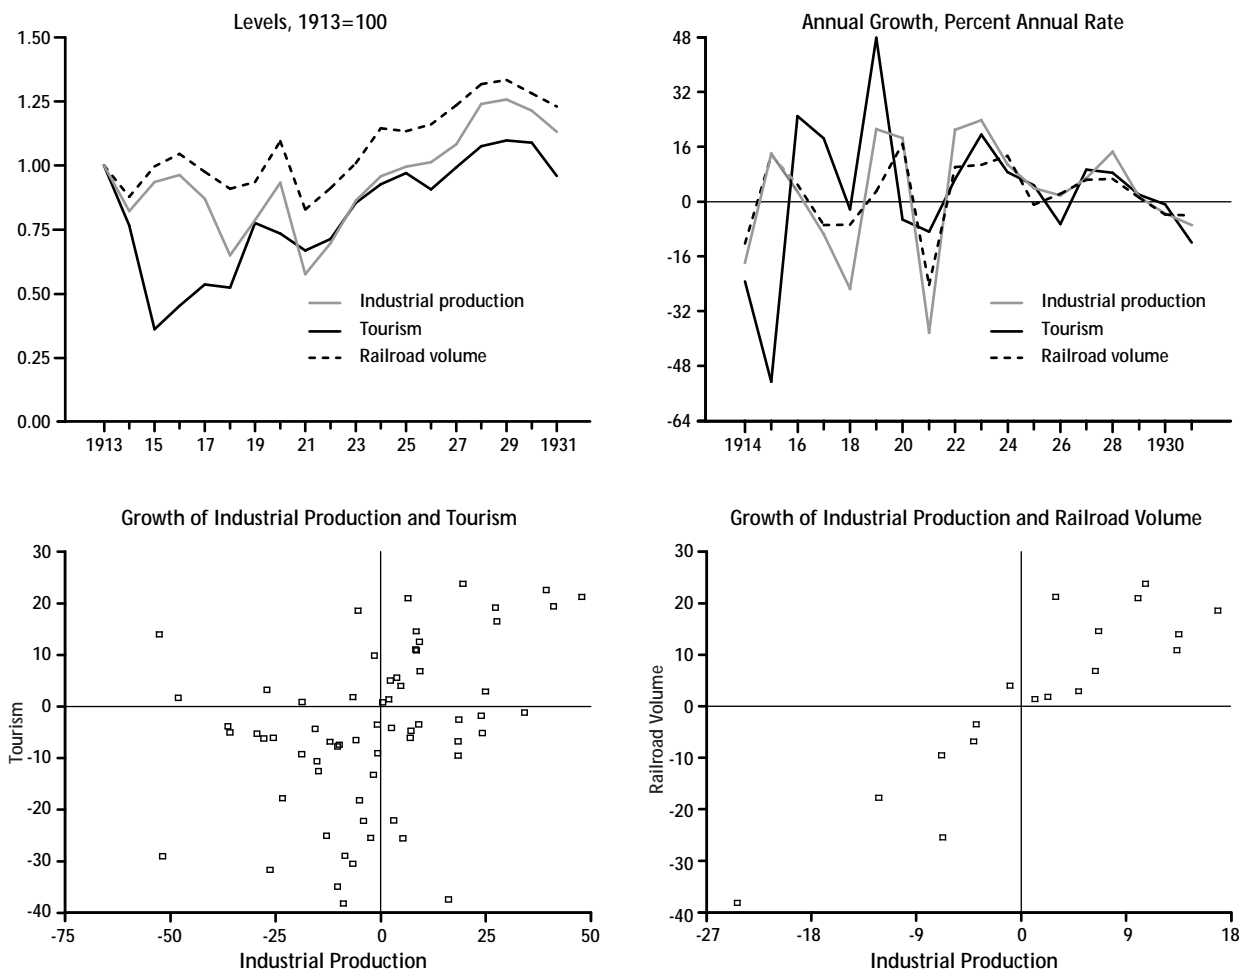 Levels, 1913=100
1.50
1.25
1.00
0.75
0.50
0.25
0.00
Industrial production
Tourism
Railroad volume
1913 15 17 19 21 23 25 27 29 1931
Annual Growth, Percent Annual Rate
48
32
16
0
-16
-32
-48
-64
Industrial production
Tourism
Railroad volume
1914 16 18 20 22 24 26 28 1930
Growth of Industrial Production and Tourism
30
20
10
0
-10
-20
-30
-40
Tourism
-75 -50 -25 0 25 50
Industrial Production
Growth of Industrial Production and Railroad Volume
30
20
10
0
-10
-20
-30
-40
Railroad Volume
-27 -18 -9 0 9 18
Industrial Production